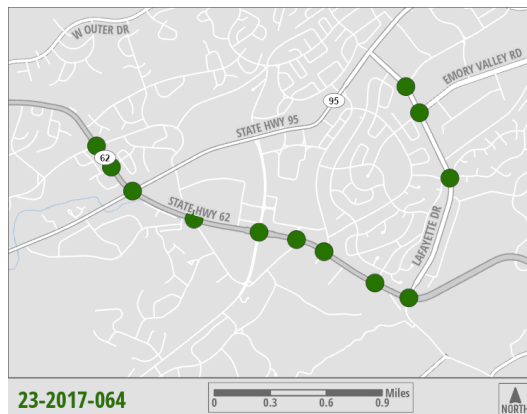 W OUTER DR
EMORY VALLEY RD
95
STATE HWY 95
62
STATE HWY 62
LAFAYETTE DR
23-2017-064
Miles
0 0.3 0.6 0.9
NORTH